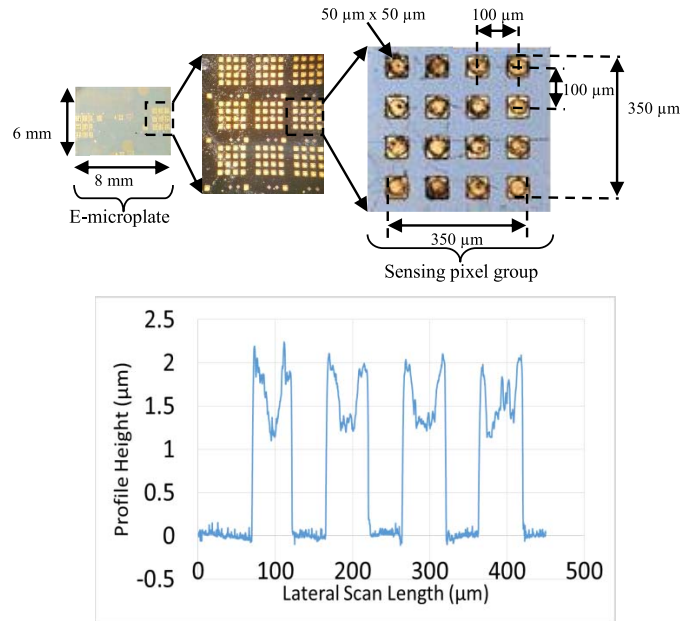 50 µm x 50 µm
100 µm
100 µm
350 µm
6 mm
8 mm
E-microplate
350 µm
Sensing pixel group
2.5
2
1.5
1
0.5
0
-0.5
Profile Height (µm)
0 100 200 300 400 500
Lateral Scan Length (µm)